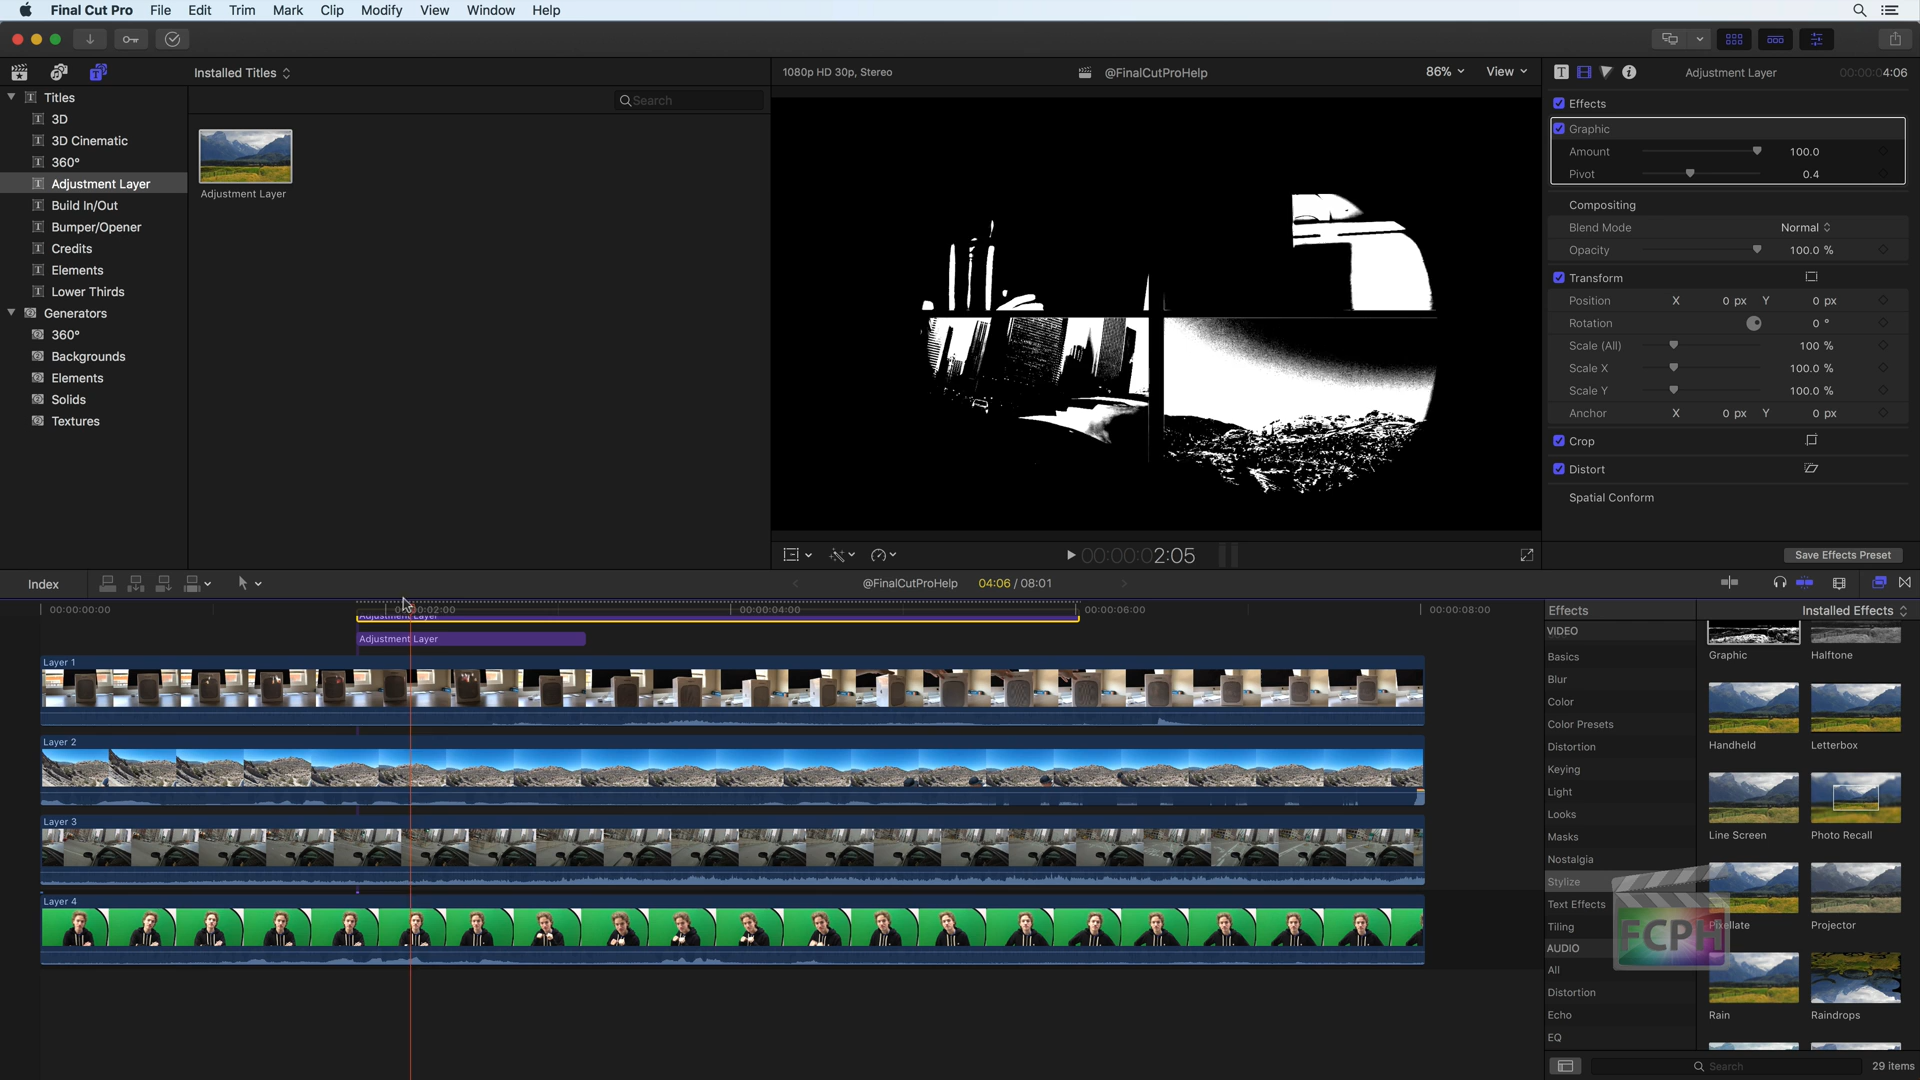 Final Cut Pro File Edit Trim Mark Clip Modify View Window Help
Installed Titles
1080p HD 30p, Stereo
@FinalCutProHelp
86%
View
Adjustment Layer
00:00:04:06
Titles
3D
3D Cinematic
360°
Adjustment Layer
Build In/Out
Bumper/Opener
Credits
Elements
Lower Thirds
Generators
360°
Backgrounds
Elements
Solids
Textures
Search
Adjustment Layer
Effects
Graphic
Amount 100.0
Pivot 0.4
Compositing
Blend Mode Normal
Opacity 100.0 %
Transform
Position X 0 px Y 0 px
Rotation 0 °
Scale (All) 100 %
Scale X 100.0 %
Scale Y 100.0 %
Anchor X 0 px Y 0 px
Crop
Distort
Spatial Conform
00:00:02:05
Save Effects Preset
Index
@FinalCutProHelp 04:06 / 08:01
00:00:00:00
00:00:04:00
00:00:06:00
00:00:08:00
Adjustment Layer
Adjustment Layer
Layer 1
Layer 2
Layer 3
Layer 4
Effects
Installed Effects
VIDEO
Basics
Blur
Color
Color Presets
Distortion
Keying
Light
Looks
Masks
Nostalgia
Stylize
Text Effects
Tiling
AUDIO
All
Distortion
Echo
EQ
Graphic
Halftone
Handheld
Letterbox
Line Screen
Photo Recall
Projector
Rain
Raindrops
FCPH
Search
29 items